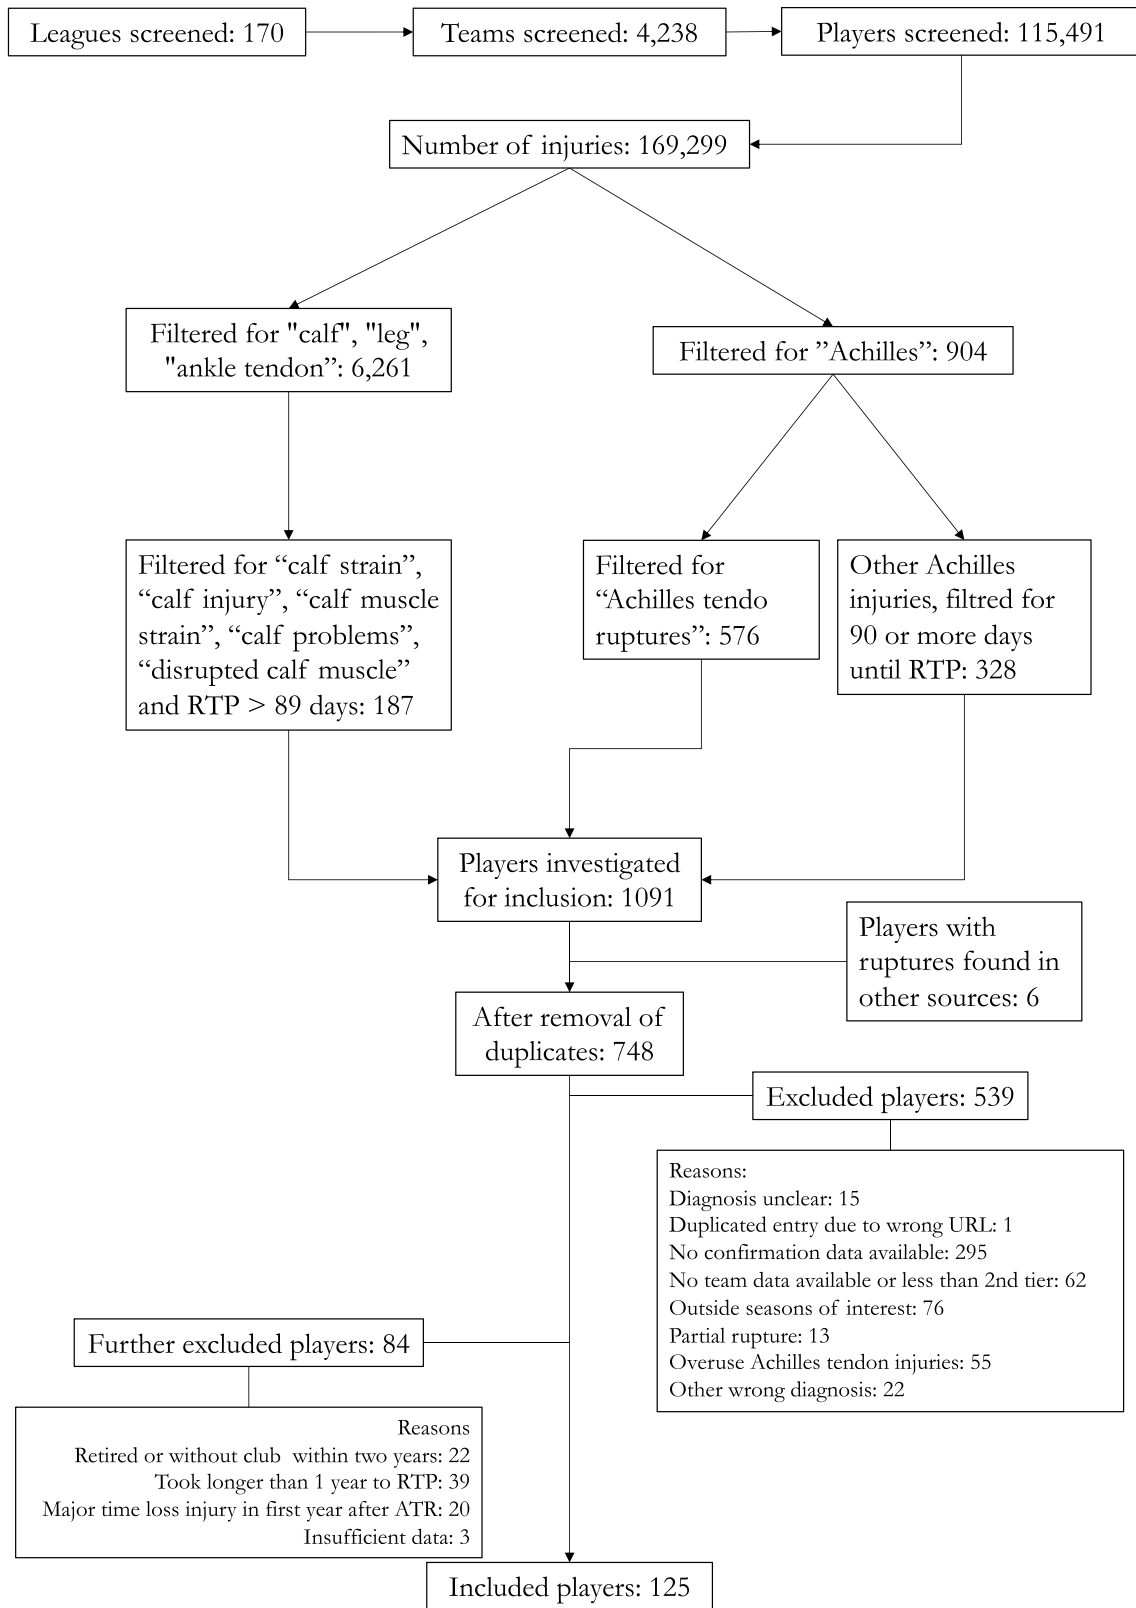 Leagues screened: 170
Teams screened: 4,238
Players screened: 115,491
Number of injuries: 169,299
Filtered for "calf", "leg",
"ankle tendon”: 6,261
Filtered for ”Achilles”: 904
Filtered for “calf strain”,
“calf injury”, “calf muscle
strain”, “calf problems”,
“disrupted calf muscle”
and RTP > 89 days: 187
Filtered for
“Achilles tendo
ruptures”: 576
Other Achilles
injuries, filtred for
90 or more days
until RTP: 328
Players investigated
for inclusion: 1091
Players with
ruptures found in
other sources: 6
After removal of
duplicates: 748
Excluded players: 539
Reasons:
Diagnosis unclear: 15
Duplicated entry due to wrong URL: 1
No confirmation data available: 295
No team data available or less than 2nd tier: 62
Outside seasons of interest: 76
Partial rupture: 13
Overuse Achilles tendon injuries: 55
Other wrong diagnosis: 22
Further excluded players: 84
Reasons
Retired or without club within two years: 22
Took longer than 1 year to RTP: 39
Major time loss injury in first year after ATR: 20
Insufficient data: 3
Included players: 125